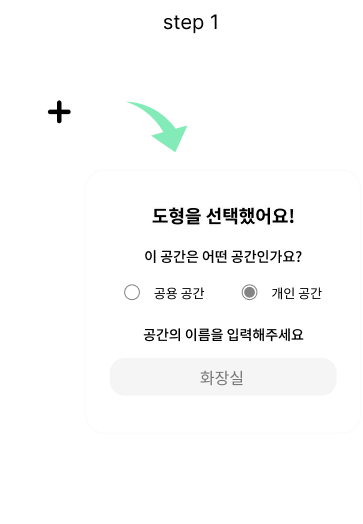 step 1
도형을 선택했어요!
이 공간은 어떤 공간인가요?
공용 공간 개인 공간
공간의 이름을 입력해주세요
화장실